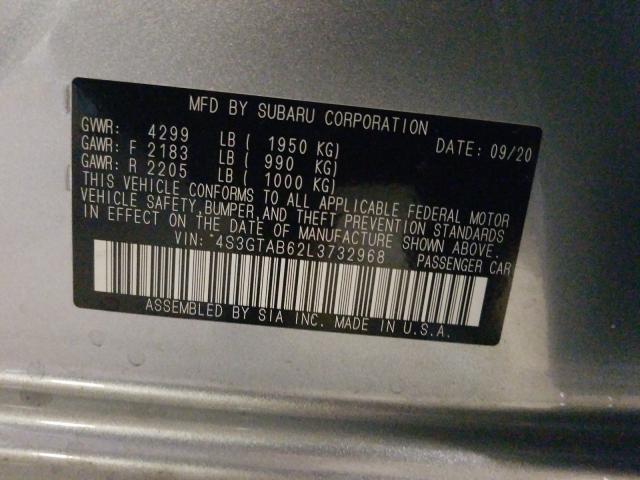 MFD BY SUBARU CORPORATION
GVWR: 4299 LB ( 1950 KG) DATE: 09/20
GAWR: F 2183 LB ( 990 KG)
GAWR: R 2205 LB ( 1000 KG)
THIS VEHICLE CONFORMS TO ALL APPLICABLE FEDERAL MOTOR
VEHICLE SAFETY, BUMPER, AND THEFT PREVENTION STANDARDS
IN EFFECT ON THE DATE OF MANUFACTURE SHOWN ABOVE.
VIN: *4S3GTAB62L3732968 PASSENGER CAR
ASSEMBLED BY SIA INC. MADE IN U.S.A.